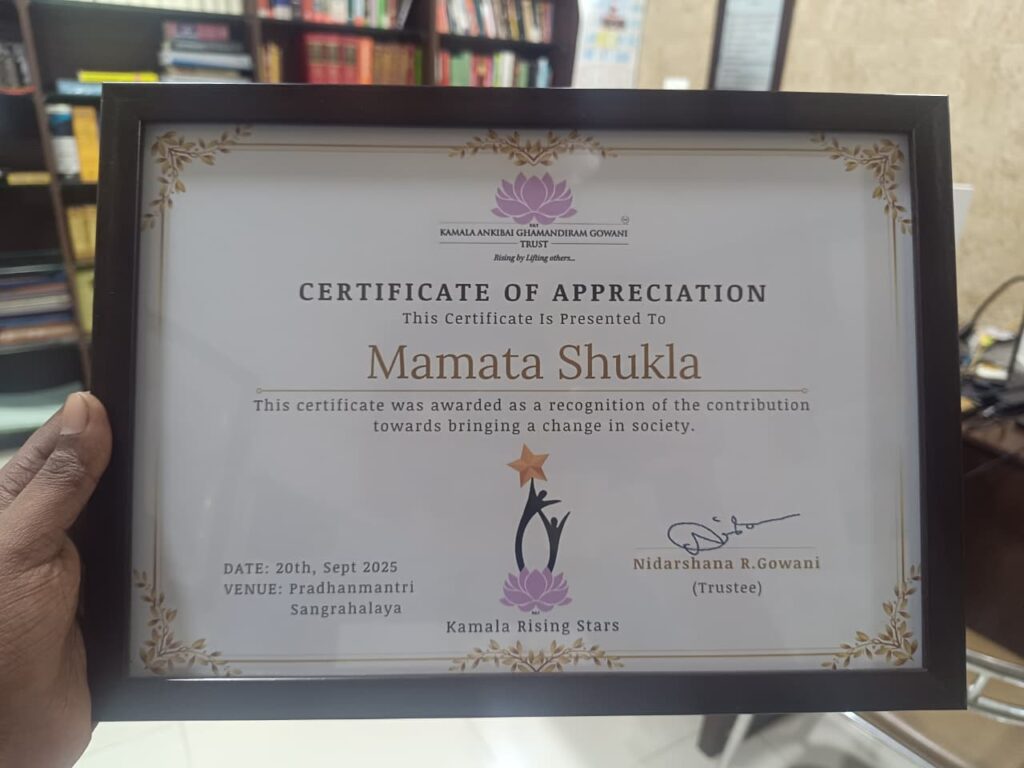 KAMALA ANKIBAI GHAMANDIRAM GOWANI
TRUST
Rising by Lifting others...
CERTIFICATE OF APPRECIATION
This Certificate Is Presented To
Mamata Shukla
This certificate was awarded as a recognition of the contribution
towards bringing a change in society.
DATE: 20th, Sept 2025
VENUE: Pradhanmantri
Sangrahalaya
Kamala Rising Stars
Nidarshana R.Gowani
(Trustee)